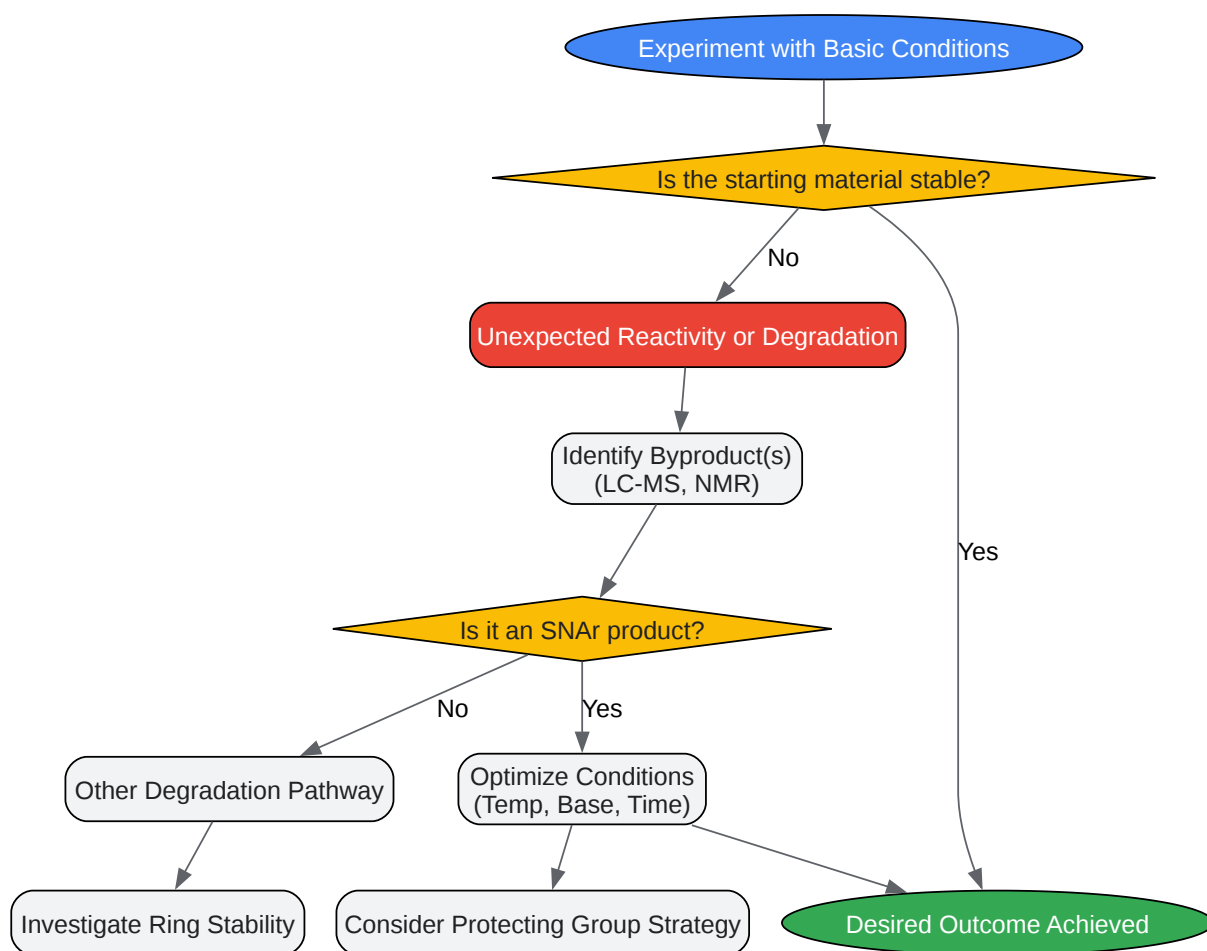 Experiment with Basic Conditions
Is the starting material stable?
No
Unexpected Reactivity or Degradation
Identify Byproduct(s)
(LC-MS, NMR)
Yes
Is it an SNAr product?
No
Yes
Other Degradation Pathway
Optimize Conditions
(Temp, Base, Time)
Investigate Ring Stability
Consider Protecting Group Strategy
Desired Outcome Achieved